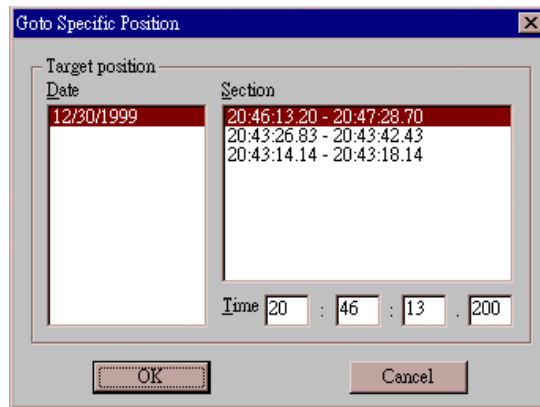 Goto Specific Position
Target position
Date
Section
12/30/1999
20:46:13.20 - 20:47:28.70
20:43:26.83 - 20:43:42.43
20:43:14.14 - 20:43:18.14
Time 20 : 46 : 13 . 200
OK
Cancel